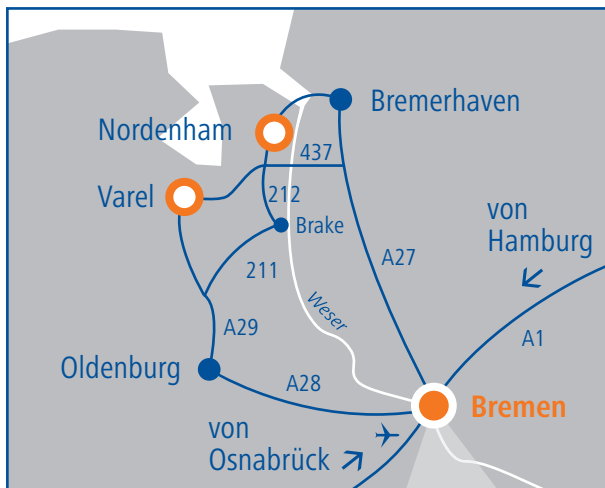 Bremerhaven
Nordenham
437
Varel
212
von
Hamburg
Brake
A27
211
Weser
A29
A1
Oldenburg
A28
Bremen
von
Osnabrück